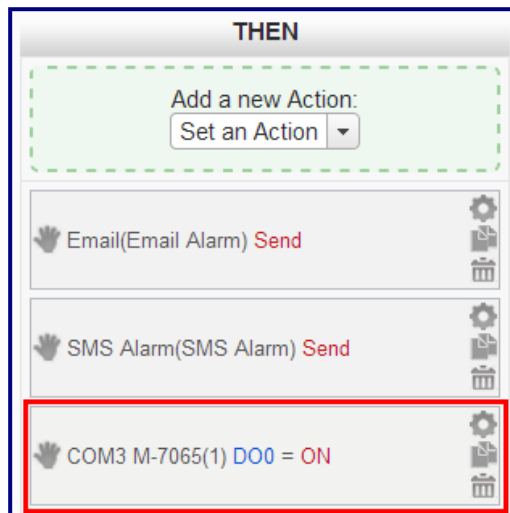 THEN
Add a new Action:
Set an Action
Email(Email Alarm) Send
SMS Alarm(SMS Alarm) Send
COM3 M-7065(1) DO0 = ON